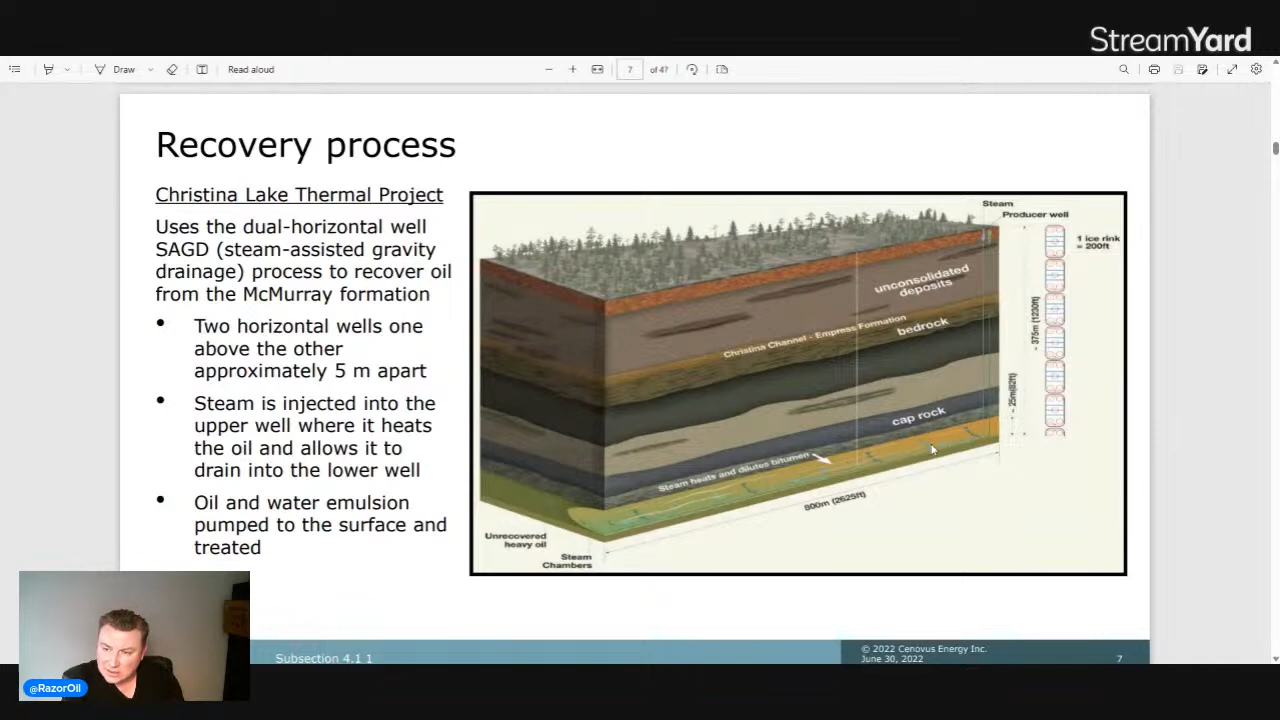 StreamYard
Draw
Read aloud
7
of 47
Recovery process
Christina Lake Thermal Project
Uses the dual-horizontal well
SAGD (steam-assisted gravity
drainage) process to recover oil
from the McMurray formation
• Two horizontal wells one
above the other
approximately 5 m apart
• Steam is injected into the
upper well where it heats
the oil and allows it to
drain into the lower well
• Oil and water emulsion
pumped to the surface and
treated
Steam
Producer well
1 ice rink
= 200ft
unconsolidated
deposits
Christina Channel - Empress Formation
bedrock
~ 375m (1230ft)
~ 25m(82ft)
cap rock
Steam heats and dilutes bitumen
800m (2625ft)
Unrecovered
heavy oil
Steam
Chambers
Subsection 4.1 1
© 2022 Cenovus Energy Inc.
June 30, 2022
7
@RazorOil